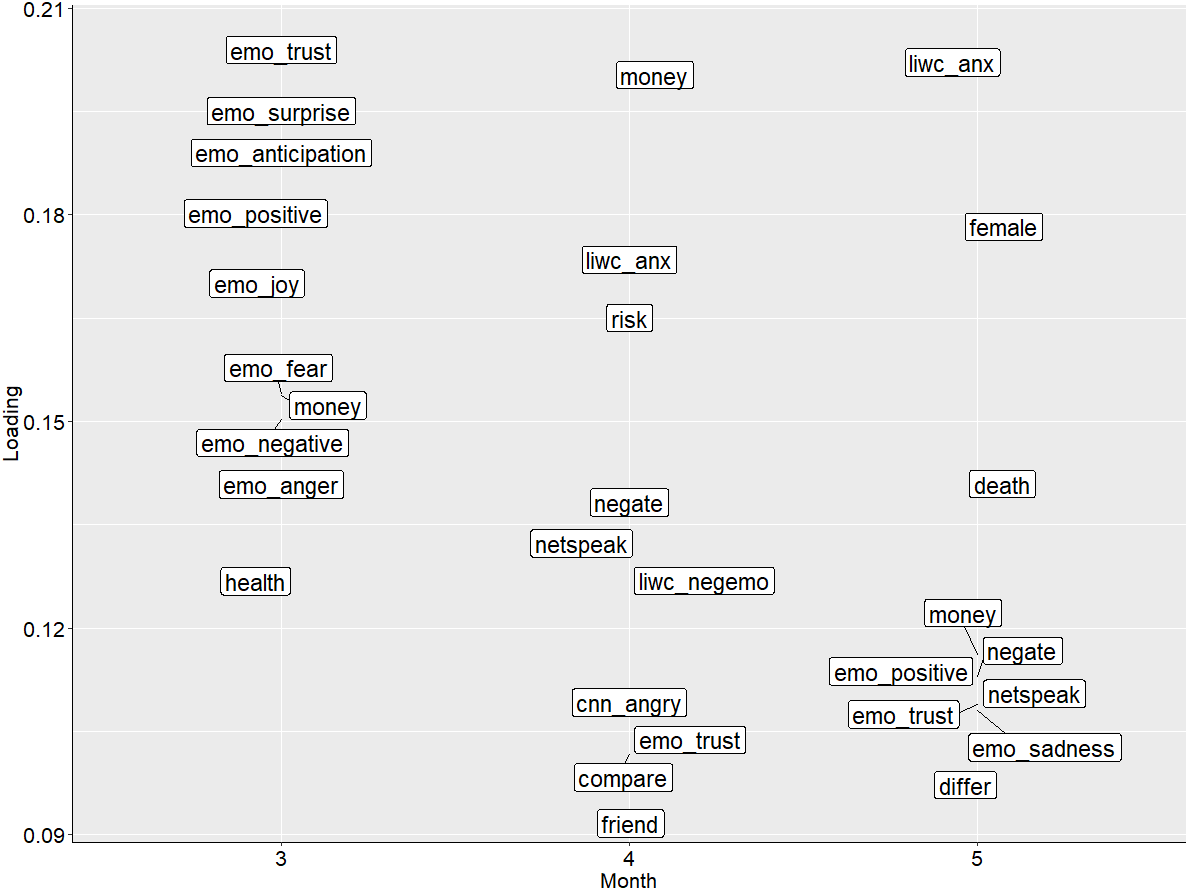 0.21
0.18
0.15
0.12
0.09
Loading
emo_trust
emo_surprise
emo_anticipation
emo_positive
emo_joy
emo_fear
money
emo_negative
emo_anger
health
money
liwc_anx
risk
negate
netspeak
liwc_negemo
cnn_angry
emo_trust
compare
friend
liwc_anx
female
death
money
negate
emo_positive
netspeak
emo_trust
emo_sadness
differ
3
4
5
Month